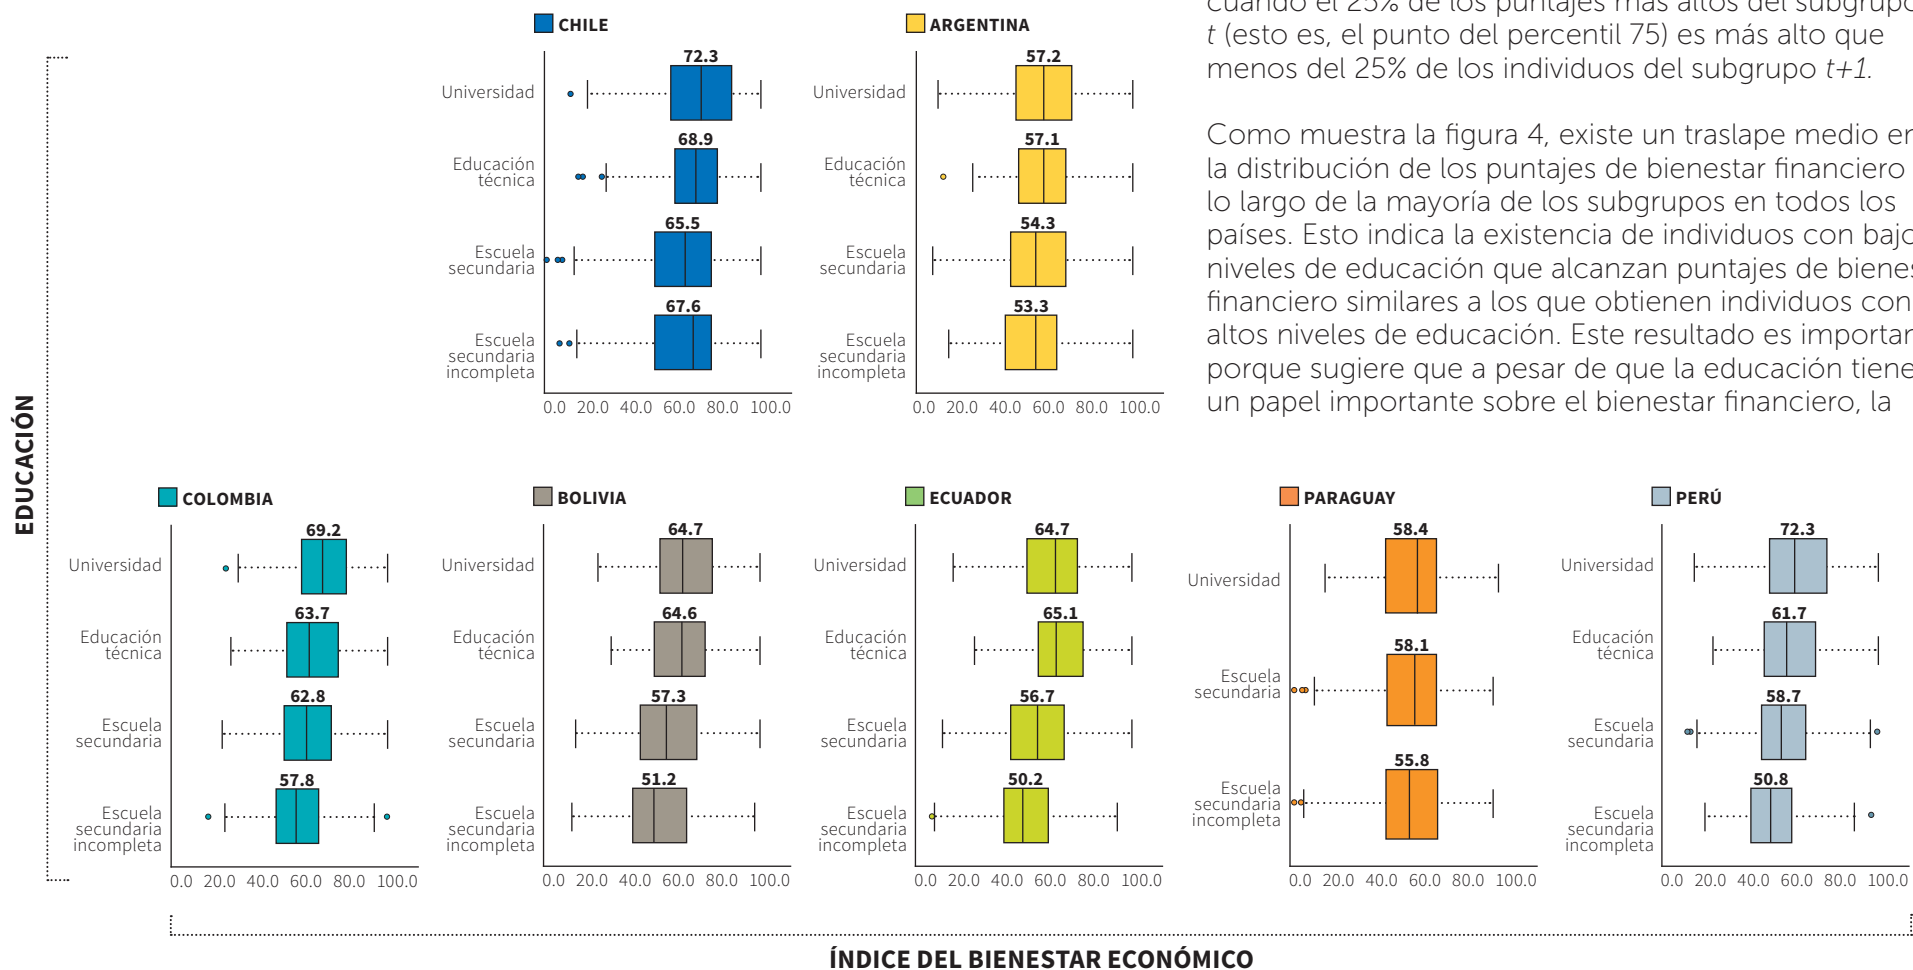 cuando el 25% de los puntajes más altos del subgrupo
t (esto es, el punto del percentil 75) es más alto que
menos del 25% de los individuos del subgrupo t+1.
Como muestra la figura 4, existe un traslape medio en
la distribución de los puntajes de bienestar financiero
lo largo de la mayoría de los subgrupos en todos los
países. Esto indica la existencia de individuos con bajo
niveles de educación que alcanzan puntajes de bienes
financiero similares a los que obtienen individuos con
altos niveles de educación. Este resultado es importan
porque sugiere que a pesar de que la educación tiene
un papel importante sobre el bienestar financiero, la
EDUCACIÓN
CHILE
72.3
Universidad
68.9
Educación
técnica
65.5
Escuela
secundaria
67.6
Escuela
secundaria
incompleta
0.0 20.0 40.0 60.0 80.0 100.0
ARGENTINA
57.2
Universidad
57.1
Educación
técnica
54.3
Escuela
secundaria
53.3
Escuela
secundaria
incompleta
0.0 20.0 40.0 60.0 80.0 100.0
COLOMBIA
69.2
Universidad
63.7
Educación
técnica
62.8
Escuela
secundaria
57.8
Escuela
secundaria
incompleta
0.0 20.0 40.0 60.0 80.0 100.0
BOLIVIA
64.7
Universidad
64.6
Educación
técnica
57.3
Escuela
secundaria
51.2
Escuela
secundaria
incompleta
0.0 20.0 40.0 60.0 80.0 100.0
ECUADOR
64.7
Universidad
65.1
Educación
técnica
56.7
Escuela
secundaria
50.2
Escuela
secundaria
incompleta
0.0 20.0 40.0 60.0 80.0 100.0
PARAGUAY
58.4
Universidad
58.1
Escuela
secundaria
55.8
Escuela
secundaria
incompleta
0.0 20.0 40.0 60.0 80.0 100.0
PERÚ
72.3
Universidad
61.7
Educación
técnica
58.7
Escuela
secundaria
50.8
Escuela
secundaria
incompleta
0.0 20.0 40.0 60.0 80.0 100.0
ÍNDICE DEL BIENESTAR ECONÓMICO